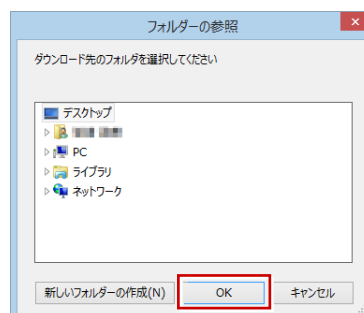 フォルダーの参照
ダウンロード先のフォルダを選択してください
デスクトップ
PC
ライブラリ
ネットワーク
新しいフォルダーの作成(N)
OK
キャンセル